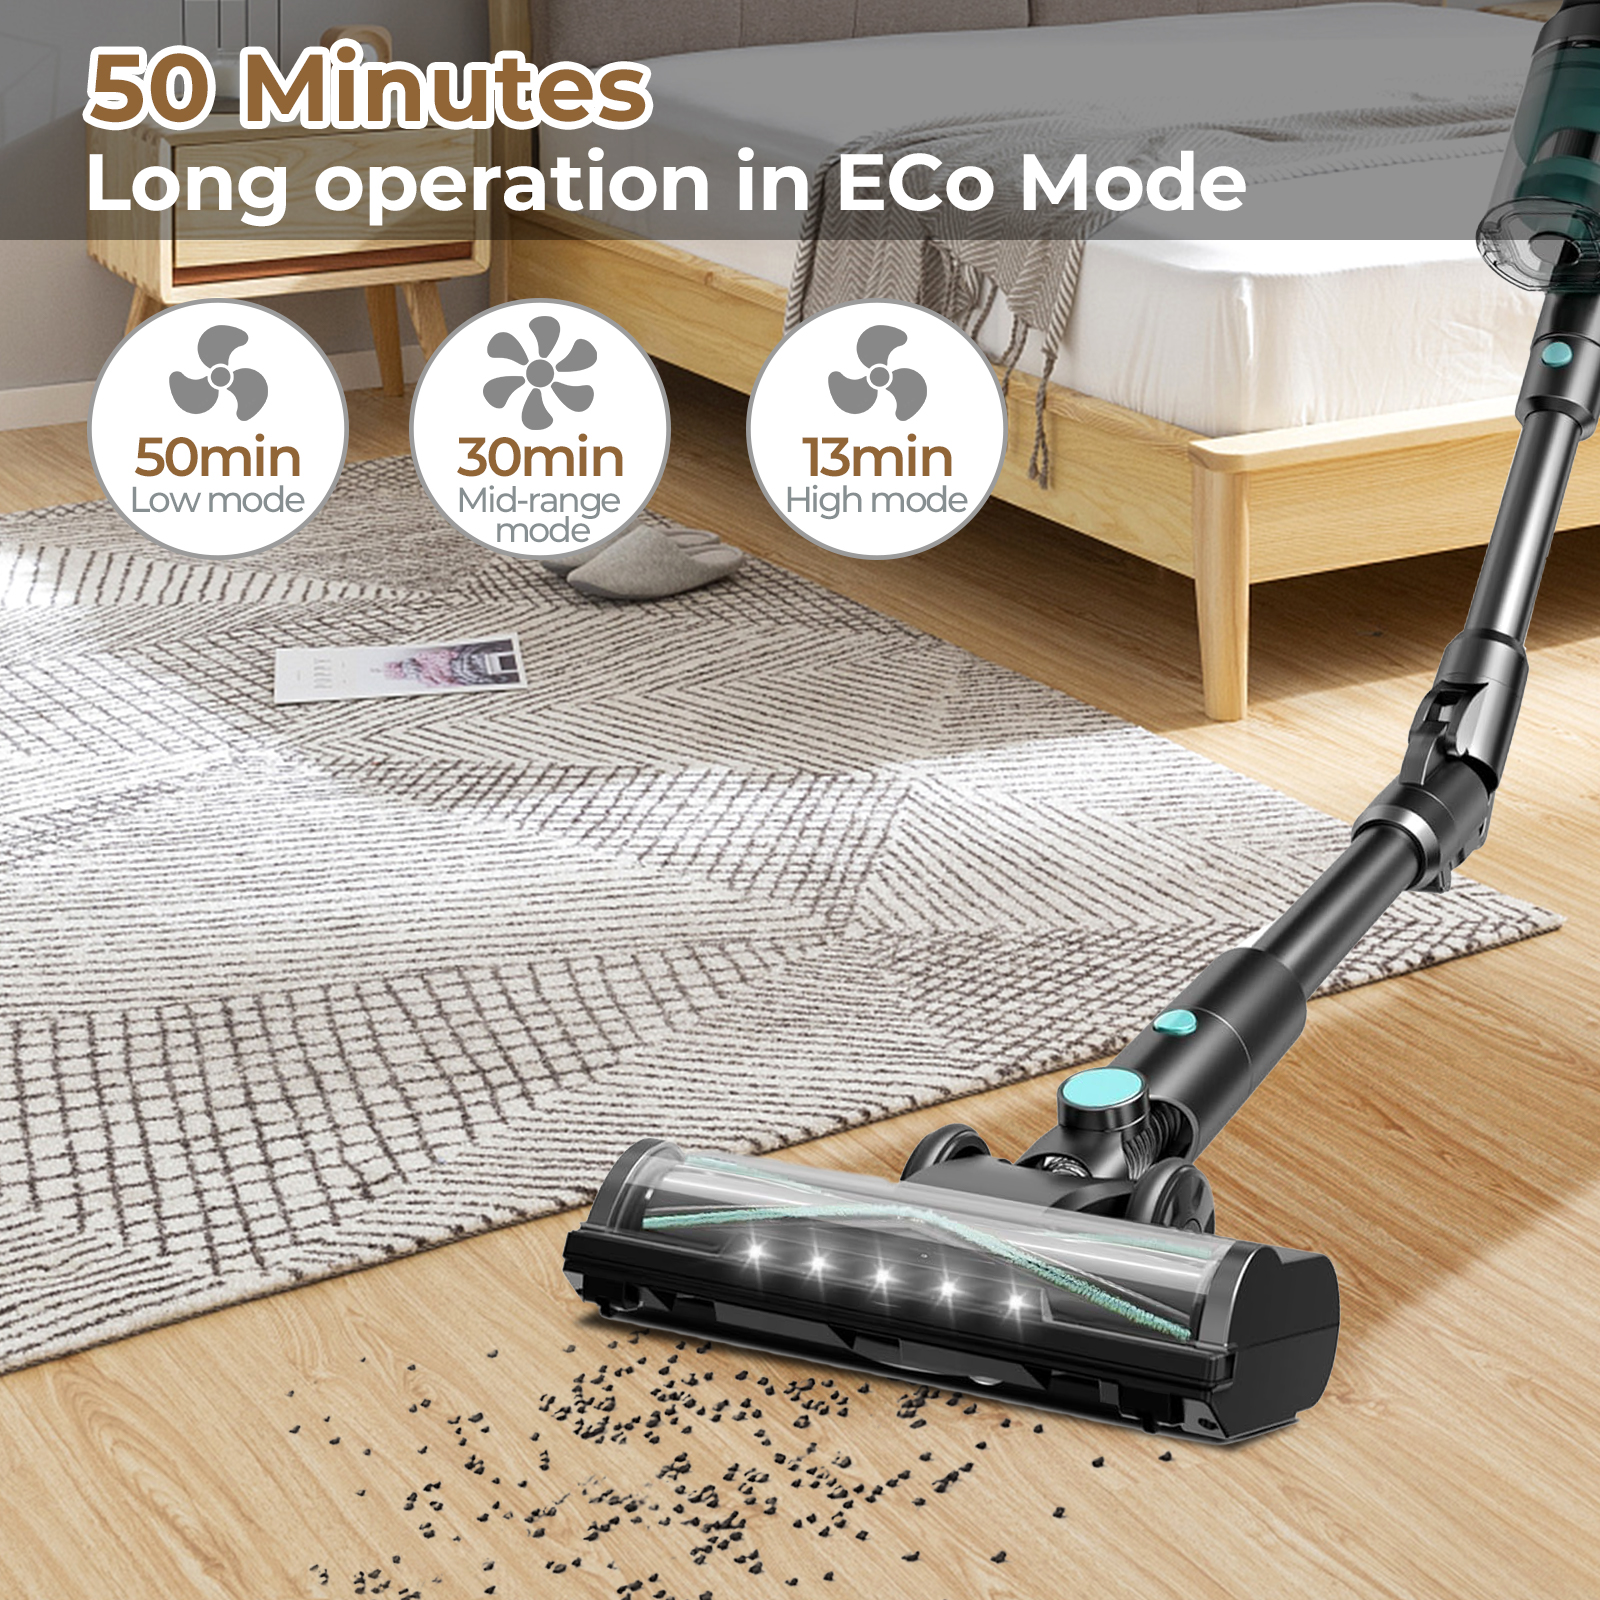 50 Minutes
Long operation in ECo Mode
50min
Low mode
30min
Mid-range
mode
13min
High mode